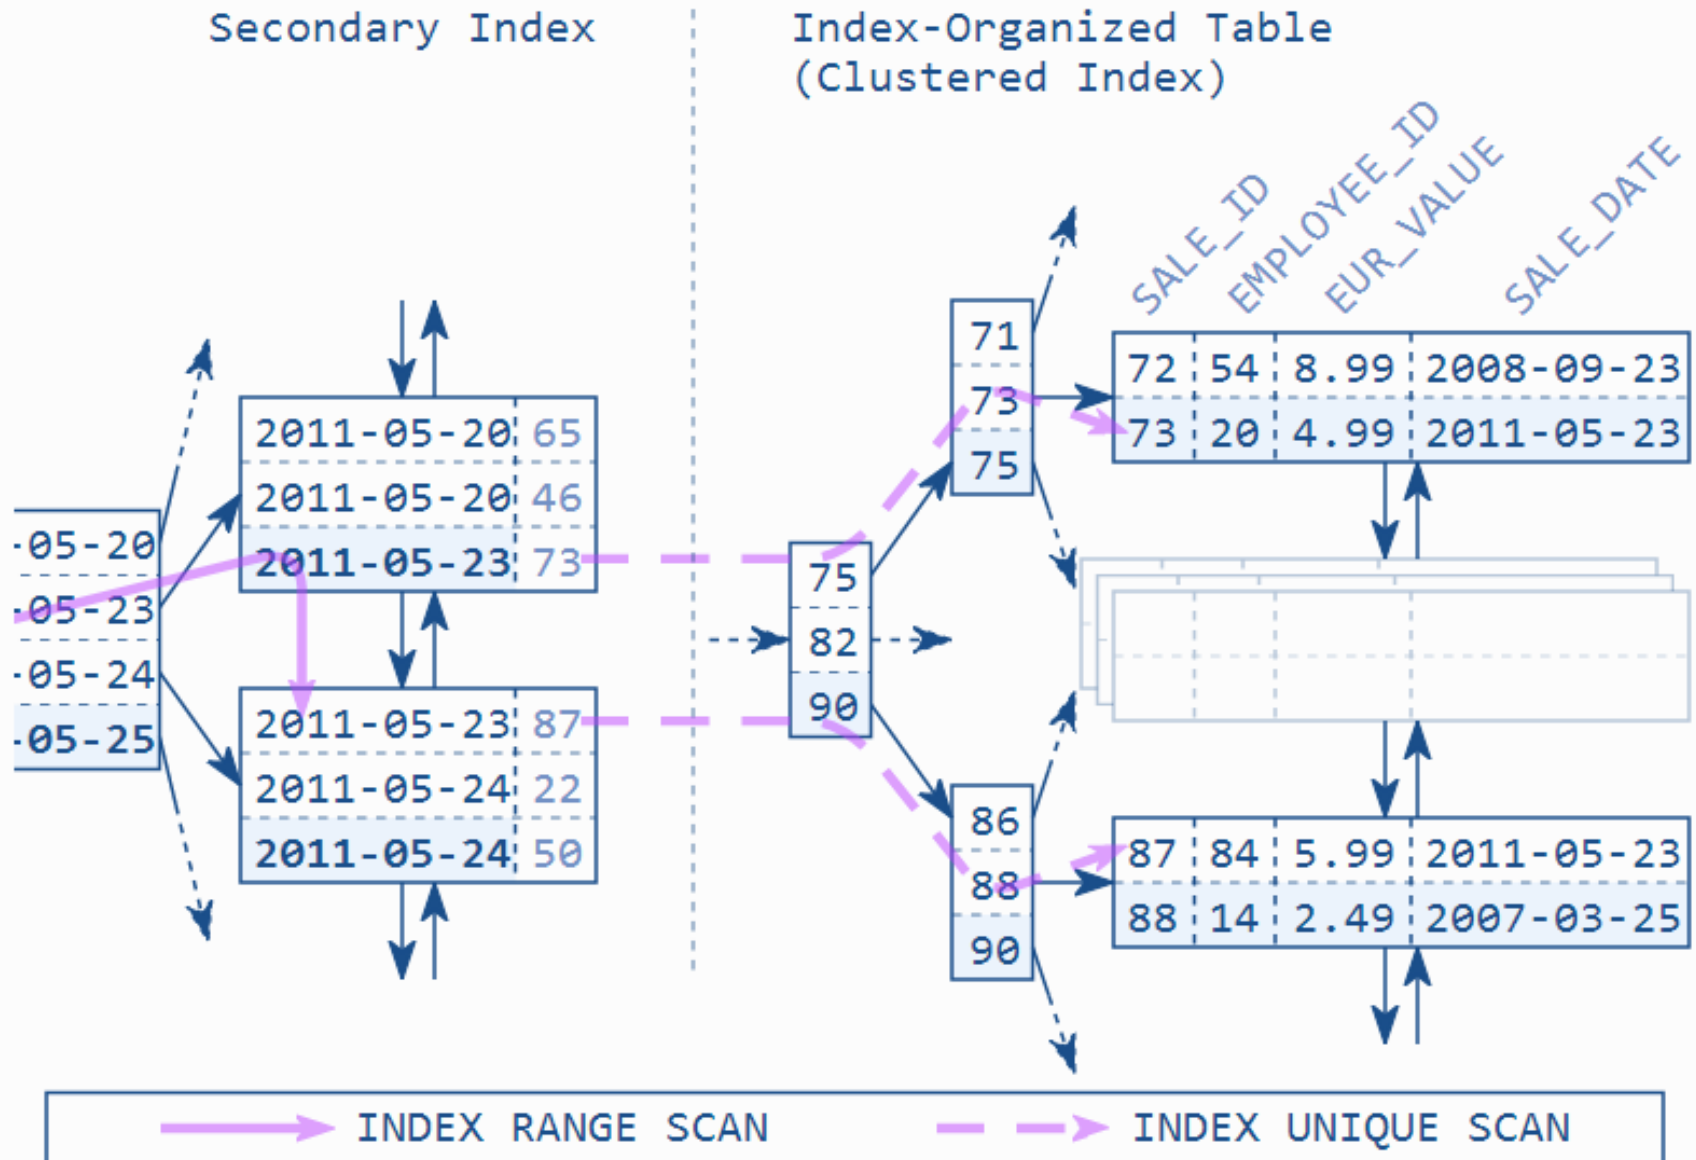 Secondary Index
Index-Organized Table
(Clustered Index)
SALE_ID
EMPLOYEE_ID
EUR_VALUE
SALE_DATE
-05-20
-05-23
-05-24
-05-25
2011-05-20 65
2011-05-20 46
2011-05-23 73
2011-05-23 87
2011-05-24 22
2011-05-24 50
75
82
90
71
73
75
86
88
90
72 54 8.99 2008-09-23
73 20 4.99 2011-05-23
87 84 5.99 2011-05-23
88 14 2.49 2007-03-25
INDEX RANGE SCAN
INDEX UNIQUE SCAN